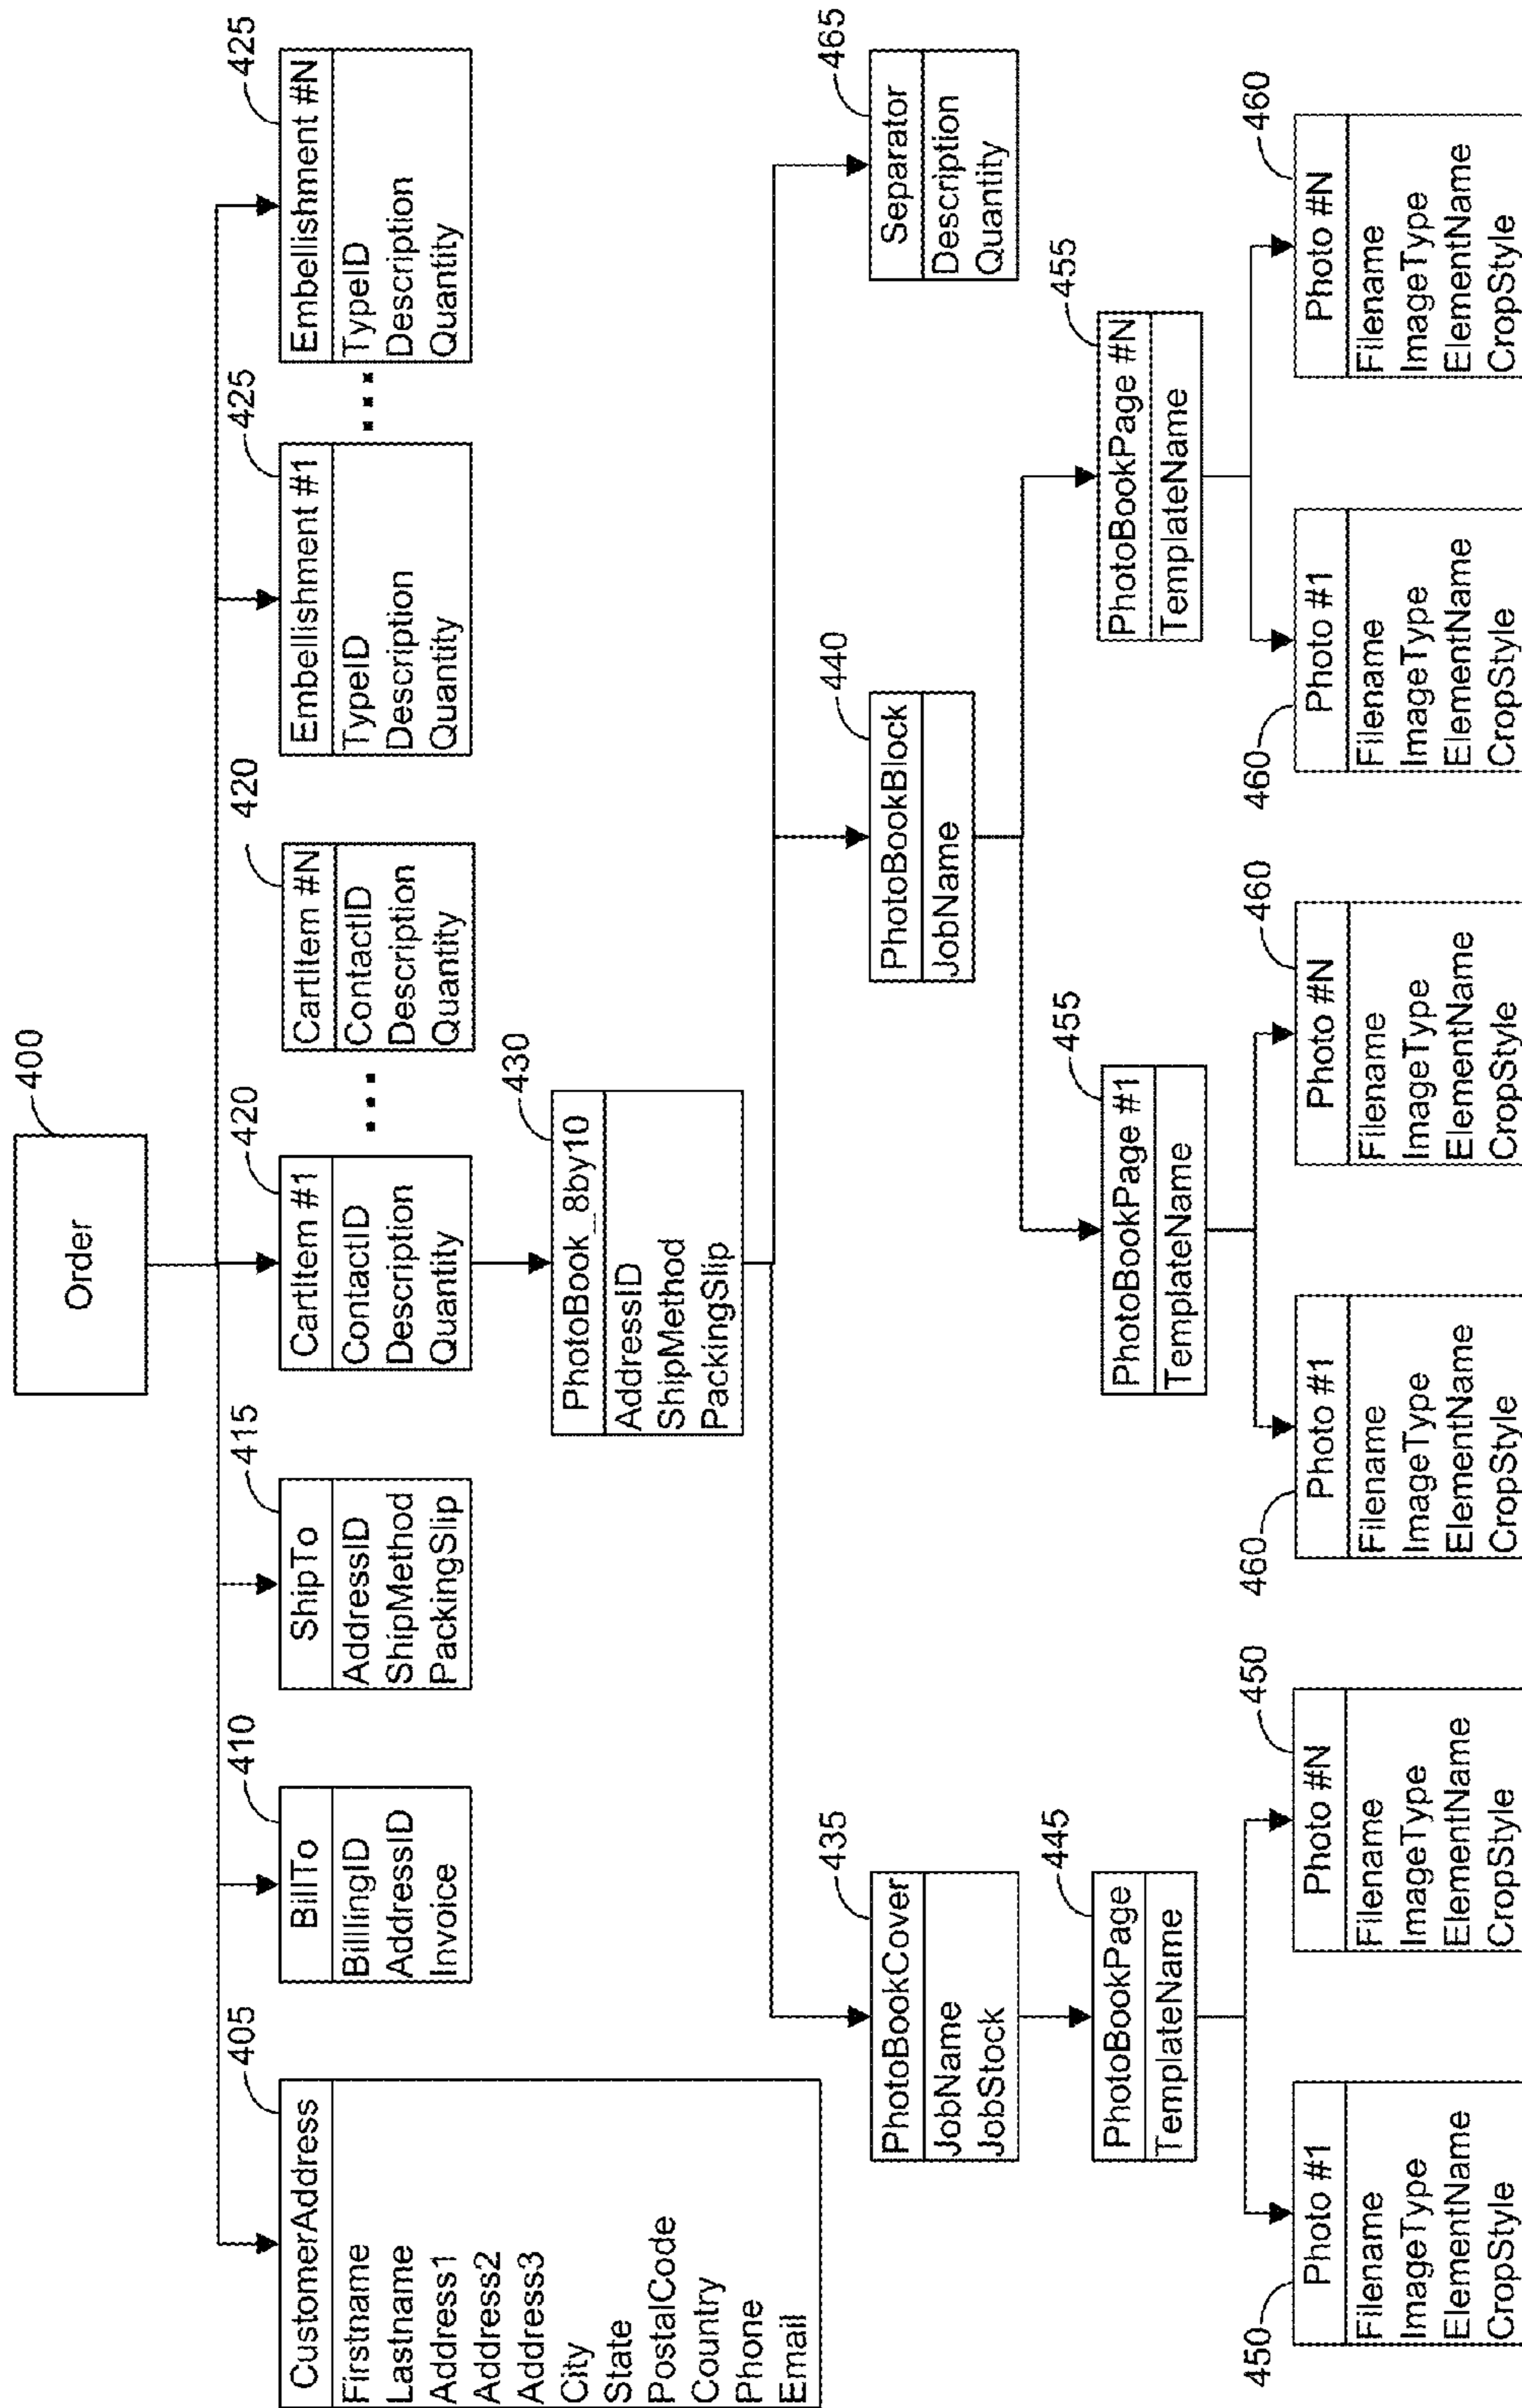 400
Order
405
CustomerAddress
Firstname
Lastname
Address1
Address2
Address3
City
State
PostalCode
Country
Phone
Email
410
BillTo
BilllingID
AddressID
Invoice
415
ShipTo
AddressID
ShipMethod
PackingSlip
420
CartItem #1
ContactID
Description
Quantity
420
CartItem #N
ContactID
Description
Quantity
425
Embellishment #1
TypeID
Description
Quantity
425
Embellishment #N
TypeID
Description
Quantity
430
PhotoBook_8by10
AddressID
ShipMethod
PackingSlip
435
PhotoBookCover
JobName
JobStock
440
PhotoBookBlock
JobName
465
Separator
Description
Quantity
445
PhotoBookPage
TemplateName
455
PhotoBookPage #1
TemplateName
455
PhotoBookPage #N
TemplateName
450
Photo #1
Filename
ImageType
ElementName
CropStyle
450
Photo #N
Filename
ImageType
ElementName
CropStyle
460
Photo #1
Filename
ImageType
ElementName
CropStyle
460
Photo #N
Filename
ImageType
ElementName
CropStyle
460
Photo #1
Filename
ImageType
ElementName
CropStyle
460
Photo #N
Filename
ImageType
ElementName
CropStyle